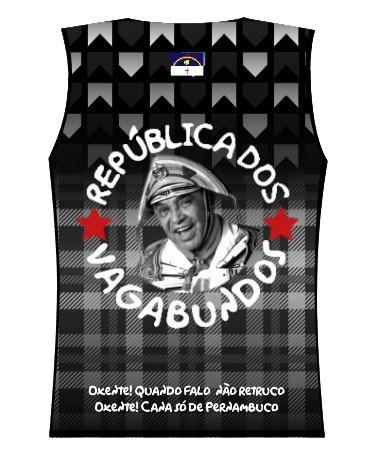 REPÚBLICA DOS
VAGABUNDOS
OXENTE! QUANDO FALO NÃO RETRUCO
OXENTE! CANA SÓ DE PERNAMBUCO